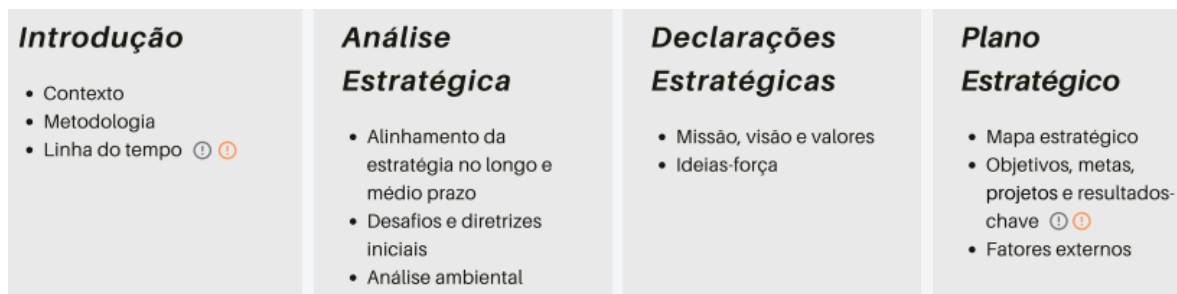 Introdução
• Contexto
• Metodologia
• Linha do tempo
Análise
Estratégica
• Alinhamento da
estratégia no longo e
médio prazo
• Desafios e diretrizes
iniciais
• Análise ambiental
Declarações
Estratégicas
• Missão, visão e valores
• Ideias-força
Plano
Estratégico
• Mapa estratégico
• Objetivos, metas,
projetos e resultados-
chave
• Fatores externos